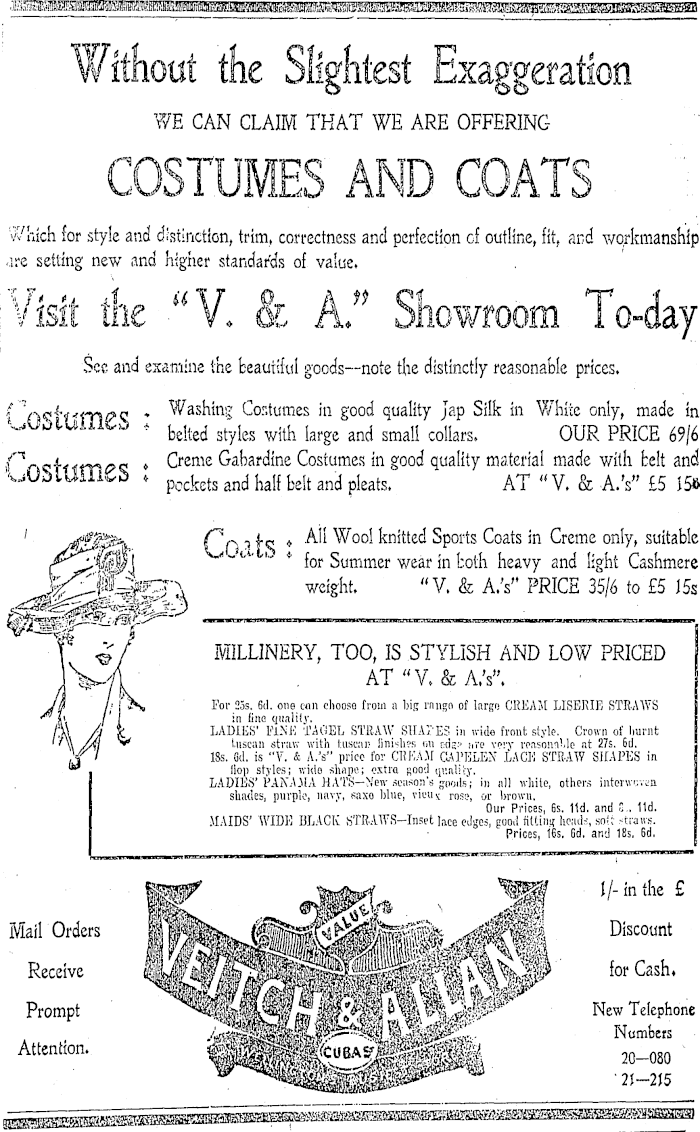 Without the Slightest Exaggeration
WE CAN CLAIM THAT WE ARE OFFERING
COSTUMES AND COATS
Which for style and distinction, trim, correctness and perfection of outline, fit, and workmanship
are setting new and higher standards of value.
Visit the “V. & A.” Showroom To-day
See and examine the beautiful goods--note the distinctly reasonable prices.
Costumes : Washing Costumes in good quality Jap Silk in White only, made in
belted styles with large and small collars. OUR PRICE 69/6
Costumes : Creme Gabardine Costumes in good quality material made with belt and
pockets and half belt and pleats. AT “V. & A.'s” £5 15s
Coats : All Wool knitted Sports Coats in Creme only, suitable
for Summer wear in both heavy and light Cashmere
weight. “V. & A.'s” PRICE 35/6 to £5 15s
MILLINERY, TOO, IS STYLISH AND LOW PRICED
AT “V. & A.'s”.
For 25s. 6d. one can choose from a big range of large CREAM LISERIE STRAWS
in fine quality.
LADIES' FINE TAGEL STRAW SHAPES in wide front style. Crown of burnt
tuscan straw with tuscan finishes on edge are very reasonable at 27s. 6d.
18s. 6d. is “V. & A.'s” price for CREAM CAPELEN LACE STRAW SHAPES in
flop styles; wide shape; extra good quality.
LADIES' PANAMA HATS—New season's goods; in all white, others interwoven
shades, purple, navy, saxe blue, vieux rose, or brown.
Our Prices, 6s. 11d. and 11d.
MAIDS' WIDE BLACK STRAWS—Inset lace edges, good fitting heads, soft straws.
Prices, 16s. 6d. and 18s. 6d.
Mail Orders
Receive
Prompt
Attention.
VALUE
VEITCH & ALLAN
CUBA ST
1/- in the £
Discount
for Cash.
New Telephone
Numbers
20—080
21—215